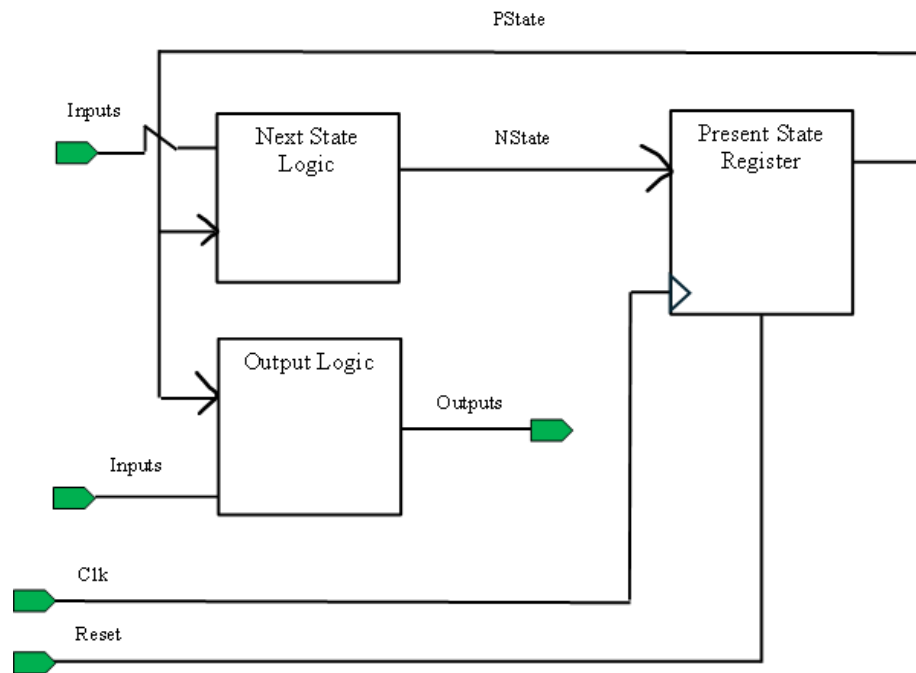 PState
Inputs
Next State
Logic
NState
Present State
Register
Output Logic
Outputs
Inputs
Clk
Reset